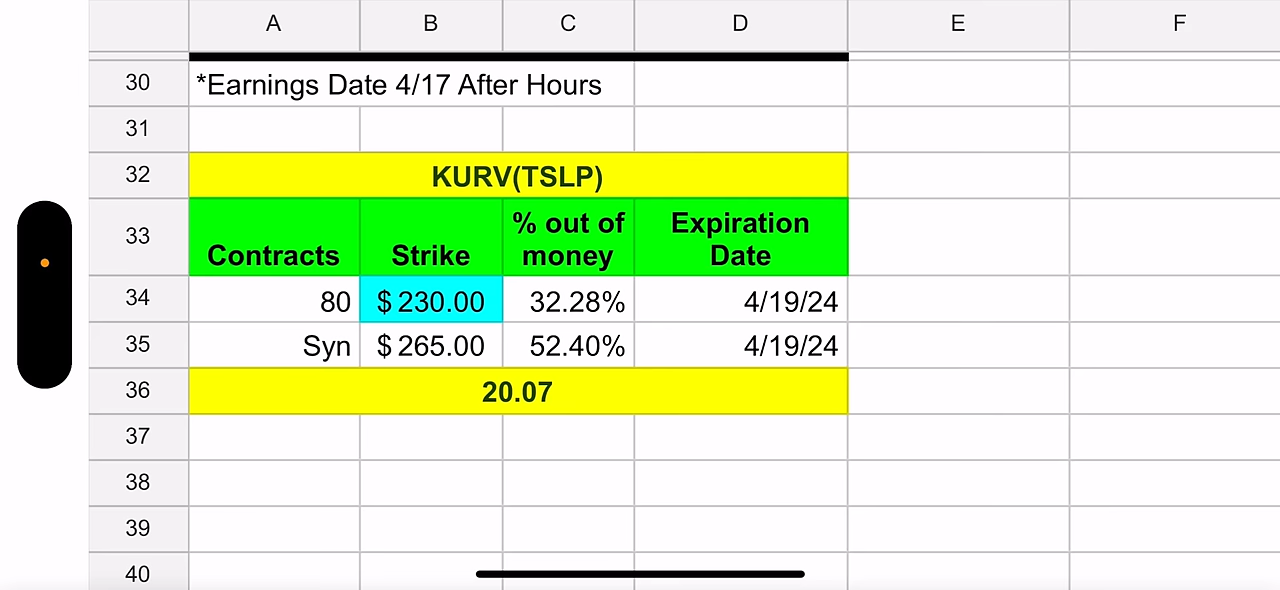 A B C D E F
30 *Earnings Date 4/17 After Hours
31
32 KURV(TSLP)
33 Contracts Strike % out of money Expiration Date
34 80 $ 230.00 32.28% 4/19/24
35 Syn $ 265.00 52.40% 4/19/24
36 20.07
37
38
39
40